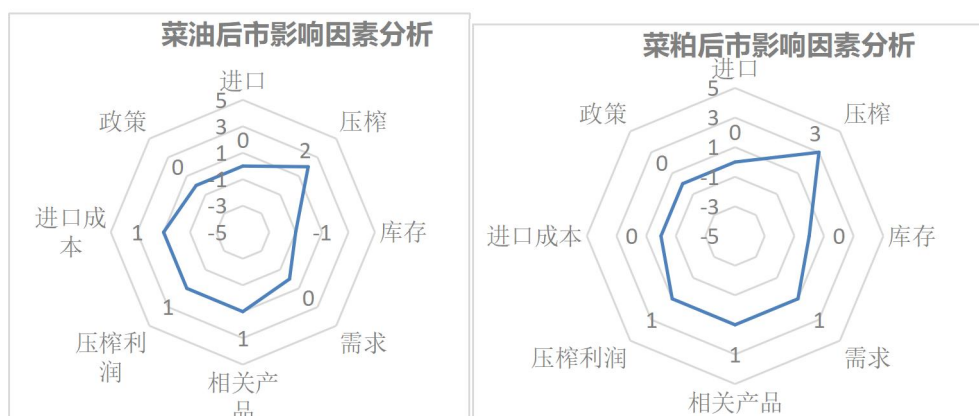 菜油后市影响因素分析
进口
5
3
1
-1
-3
-5
0
2
-1
0
1
1
1
0
压榨
库存
需求
相关产
品
压榨利
润
进口成
本
政策
菜粕后市影响因素分析
进口
5
3
1
-1
-3
-5
0
3
0
1
1
1
0
0
压榨
库存
需求
相关产品
压榨利润
进口成本
政策